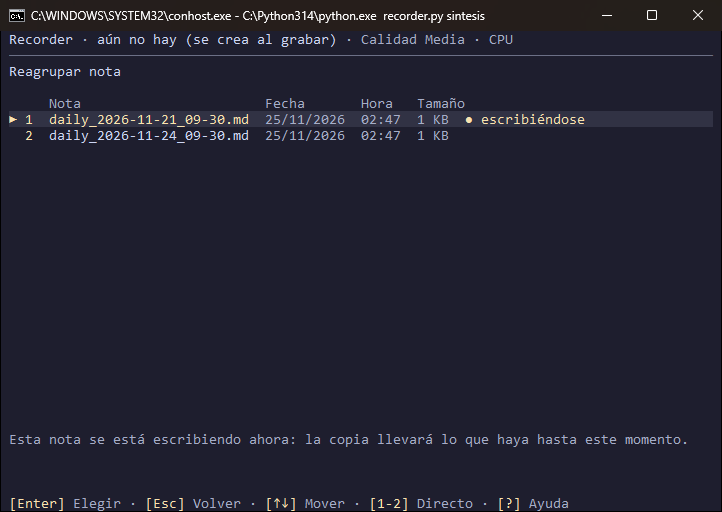 C:\WINDOWS\SYSTEM32\conhost.exe - C:\Python314\python.exe recorder.py sintesis
Recorder · aún no hay (se crea al grabar) · Calidad Media · CPU
Reagrupar nota
Nota Fecha Hora Tamaño
► 1 daily_2026-11-21_09-30.md 25/11/2026 02:47 1 KB ● escribiéndose
2 daily_2026-11-24_09-30.md 25/11/2026 02:47 1 KB
Esta nota se está escribiendo ahora: la copia llevará lo que haya hasta este momento.
[Enter] Elegir · [Esc] Volver · [↑↓] Mover · [1-2] Directo · [?] Ayuda